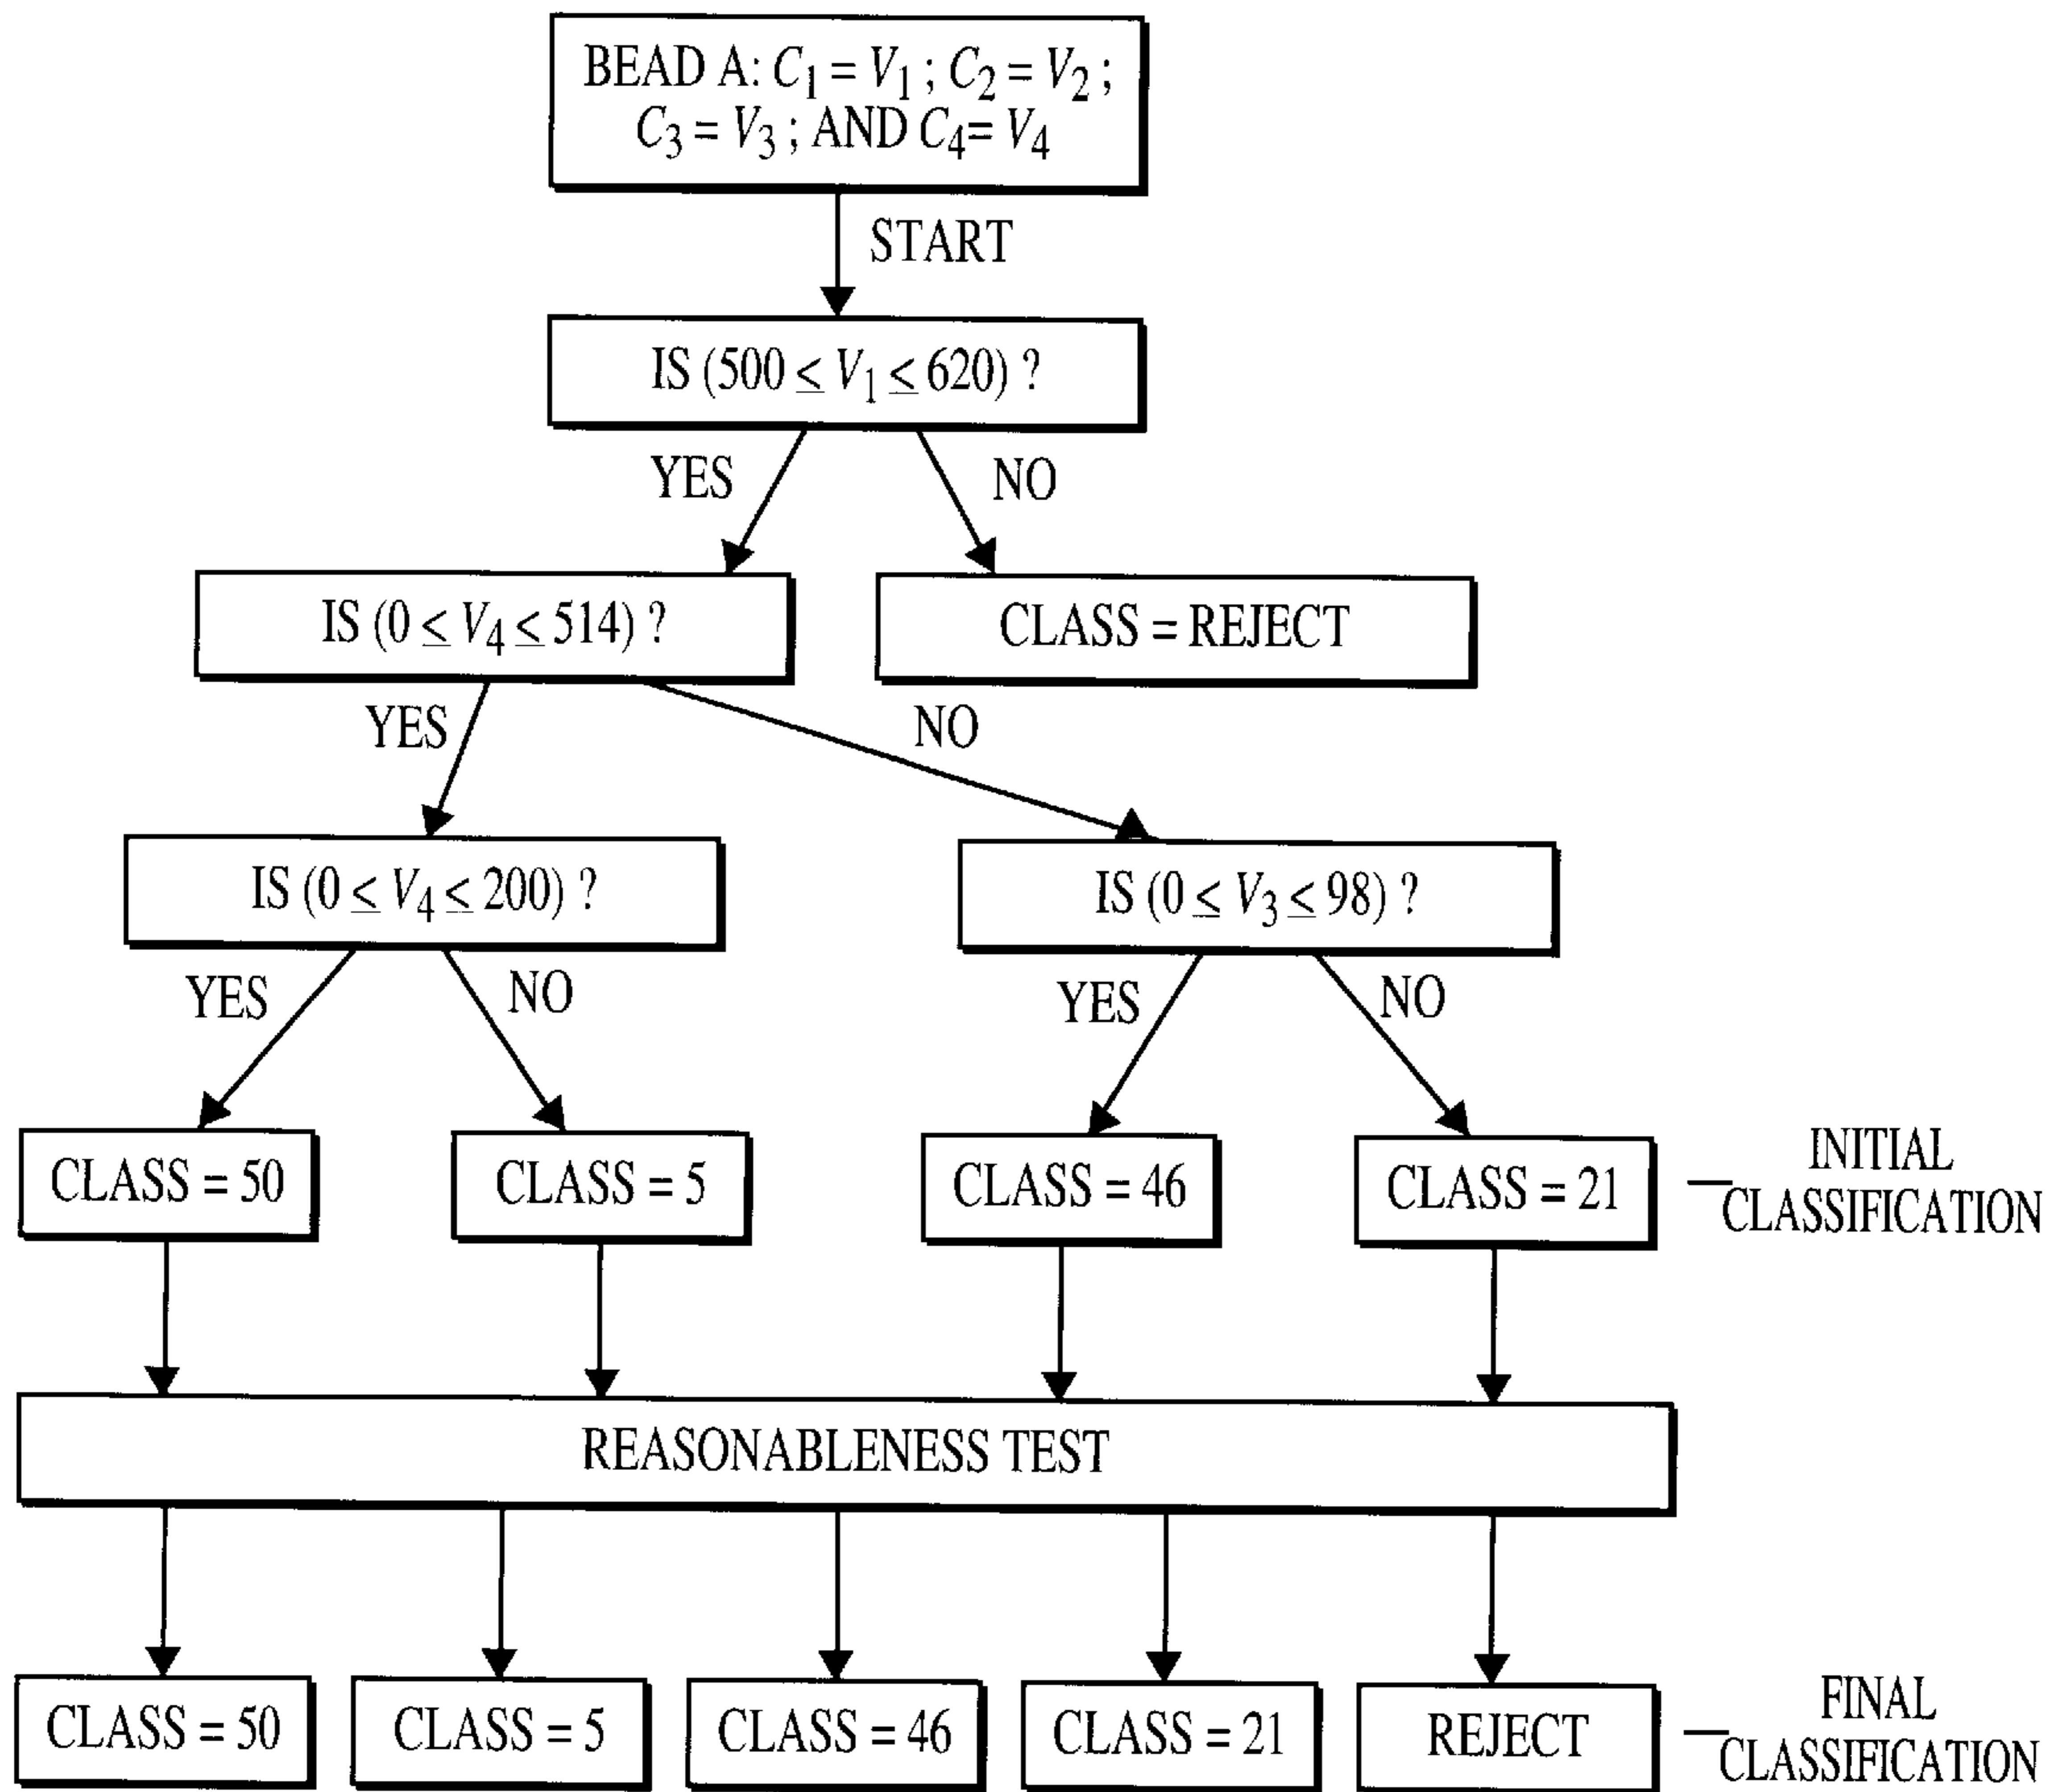 BEAD A: C1 = V1 ; C2 = V2 ;
C3 = V3 ; AND C4= V4
START
IS (500 ≤ V1 ≤ 620) ?
YES
NO
IS (0 ≤ V4 ≤ 514) ?
CLASS = REJECT
YES
NO
IS (0 ≤ V4 ≤ 200) ?
IS (0 ≤ V3 ≤ 98) ?
YES
NO
YES
NO
CLASS = 50
CLASS = 5
CLASS = 46
CLASS = 21
INITIAL
CLASSIFICATION
REASONABLENESS TEST
CLASS = 50
CLASS = 5
CLASS = 46
CLASS = 21
REJECT
FINAL
CLASSIFICATION